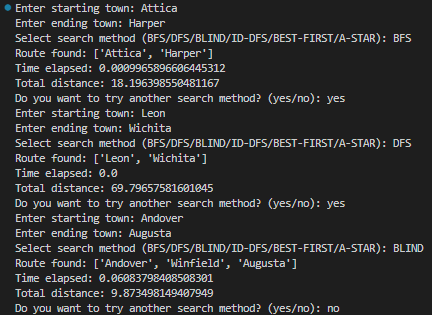 Enter starting town: Attica
Enter ending town: Harper
Select search method (BFS/DFS/BLIND/ID-DFS/BEST-FIRST/A-STAR): BFS
Route found: ['Attica', 'Harper']
Time elapsed: 0.0009965896606445312
Total distance: 18.196398550481167
Do you want to try another search method? (yes/no): yes
Enter starting town: Leon
Enter ending town: Wichita
Select search method (BFS/DFS/BLIND/ID-DFS/BEST-FIRST/A-STAR): DFS
Route found: ['Leon', 'Wichita']
Time elapsed: 0.0
Total distance: 69.79657581601045
Do you want to try another search method? (yes/no): yes
Enter starting town: Andover
Enter ending town: Augusta
Select search method (BFS/DFS/BLIND/ID-DFS/BEST-FIRST/A-STAR): BLIND
Route found: ['Andover', 'Winfield', 'Augusta']
Time elapsed: 0.06083798408508301
Total distance: 9.873498149407949
Do you want to try another search method? (yes/no): no